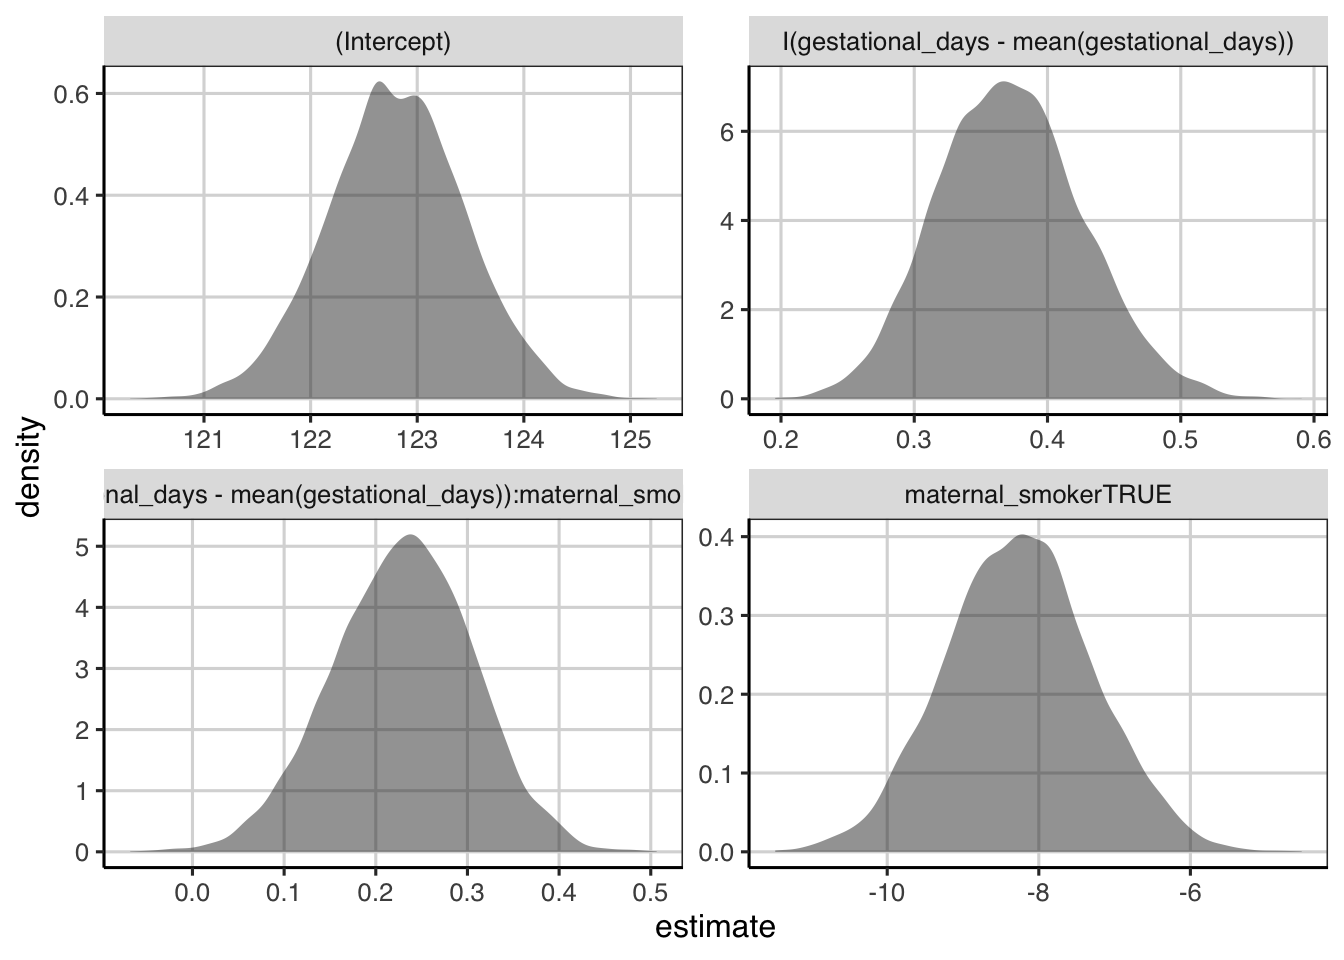 (Intercept)
I(gestational_days - mean(gestational_days))
0.6
0.4
0.2
0.0
121 122 123 124 125
6
4
2
0
0.2 0.3 0.4 0.5 0.6
density
nal_days - mean(gestational_days)):maternal_smo
maternal_smokerTRUE
5
4
3
2
1
0
0.0 0.1 0.2 0.3 0.4 0.5
0.4
0.3
0.2
0.1
0.0
-10 -8 -6
estimate